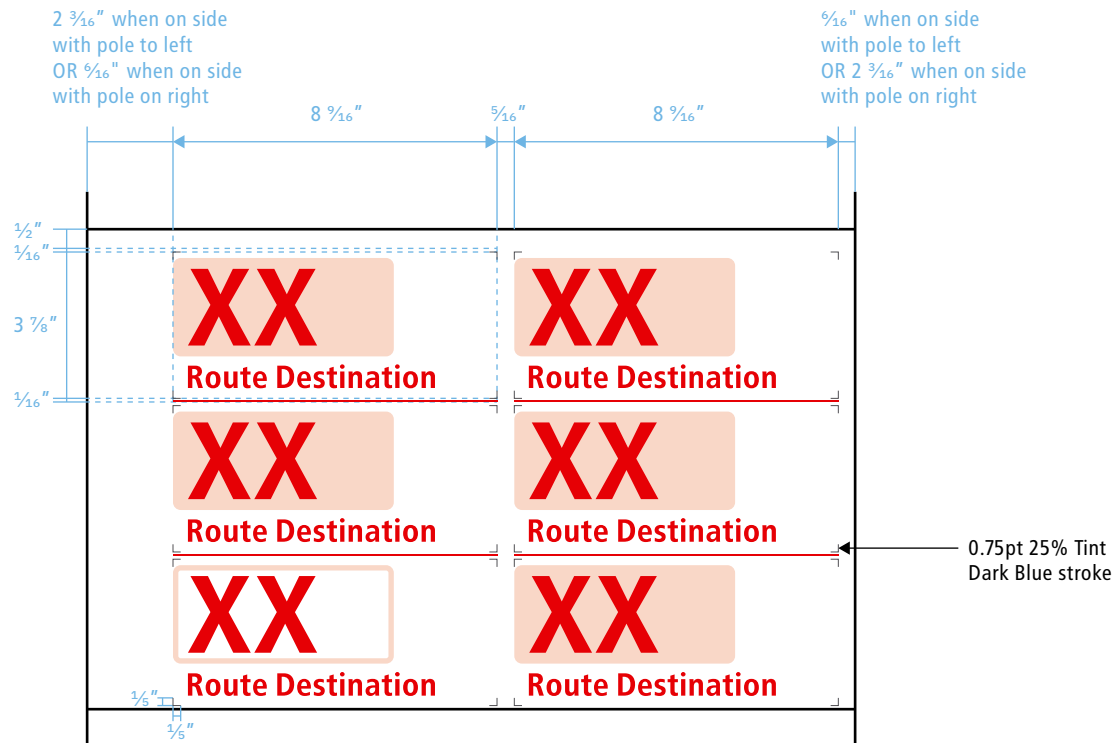 2 3⁄16″ when on side
with pole to left
OR 6⁄16" when on side
with pole on right
6⁄16" when on side
with pole to left
OR 2 3⁄16″ when on side
with pole on right
8 9⁄16″
5⁄16″
8 9⁄16″
1⁄2″
1⁄16″
3 7⁄8″
1⁄16″
XX
XX
Route Destination
Route Destination
XX
XX
Route Destination
Route Destination
0.75pt 25% Tint
Dark Blue stroke
XX
XX
Route Destination
Route Destination
1⁄5″
1⁄5″